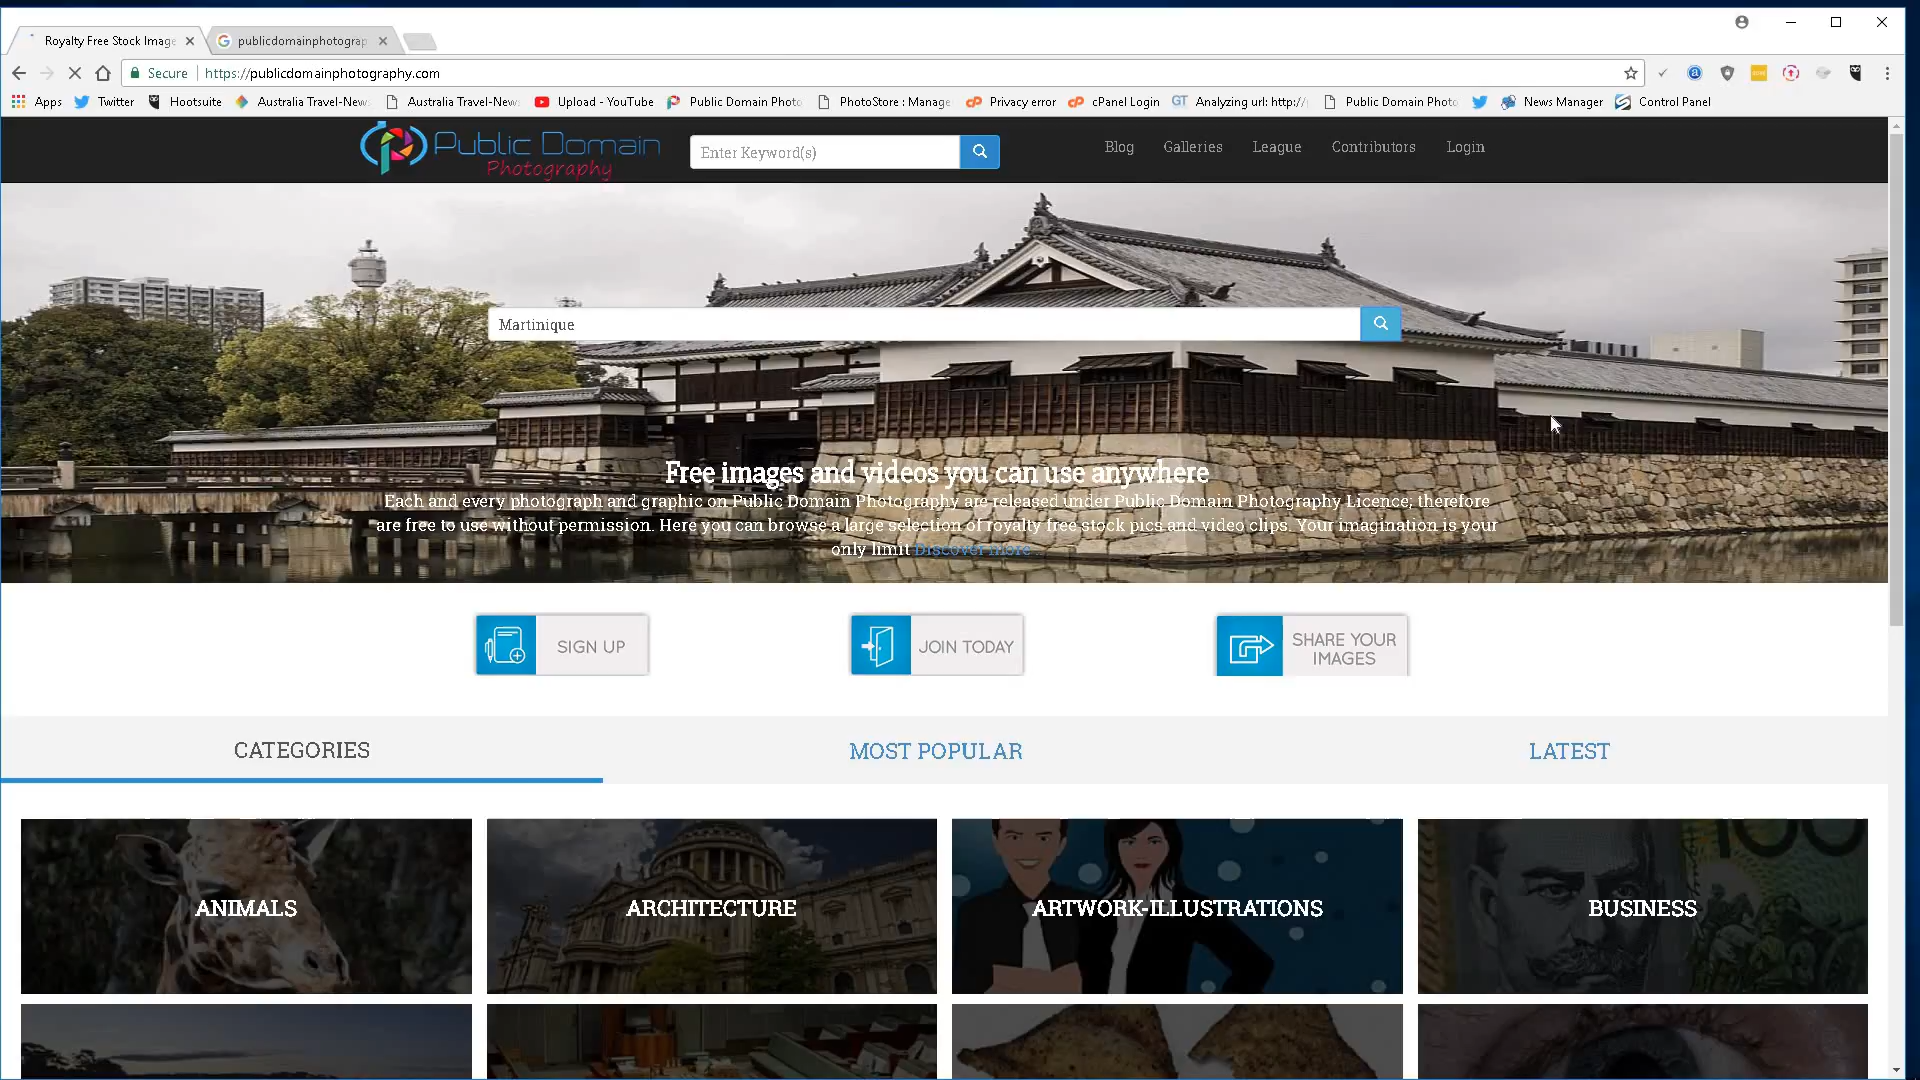 Royalty Free Stock Image
publicdomainphotograp
Secure
https://publicdomainphotography.com
Apps
Twitter
Hootsuite
Australia Travel-New
Australia Travel-New
Upload - YouTube
Public Domain Photo
PhotoStore : Manage
Privacy error
cPanel Login
GT
Analyzing url: http://
Public Domain Photo
News Manager
Control Panel
Public Domain
Photography
Enter Keyword(s)
Blog
Galleries
League
Contributors
Login
Martinique
Free images and videos you can use anywhere
Each and every photograph and graphic on Public Domain Photography are released under Public Domain Photography Licence; therefore
are free to use without permission. Here you can browse a large selection of royalty free stock pics and video clips. Your imagination is your
only limit Discover more...
SIGN UP
JOIN TODAY
SHARE YOUR
IMAGES
CATEGORIES
MOST POPULAR
LATEST
ANIMALS
ARCHITECTURE
ARTWORK-ILLUSTRATIONS
BUSINESS
100